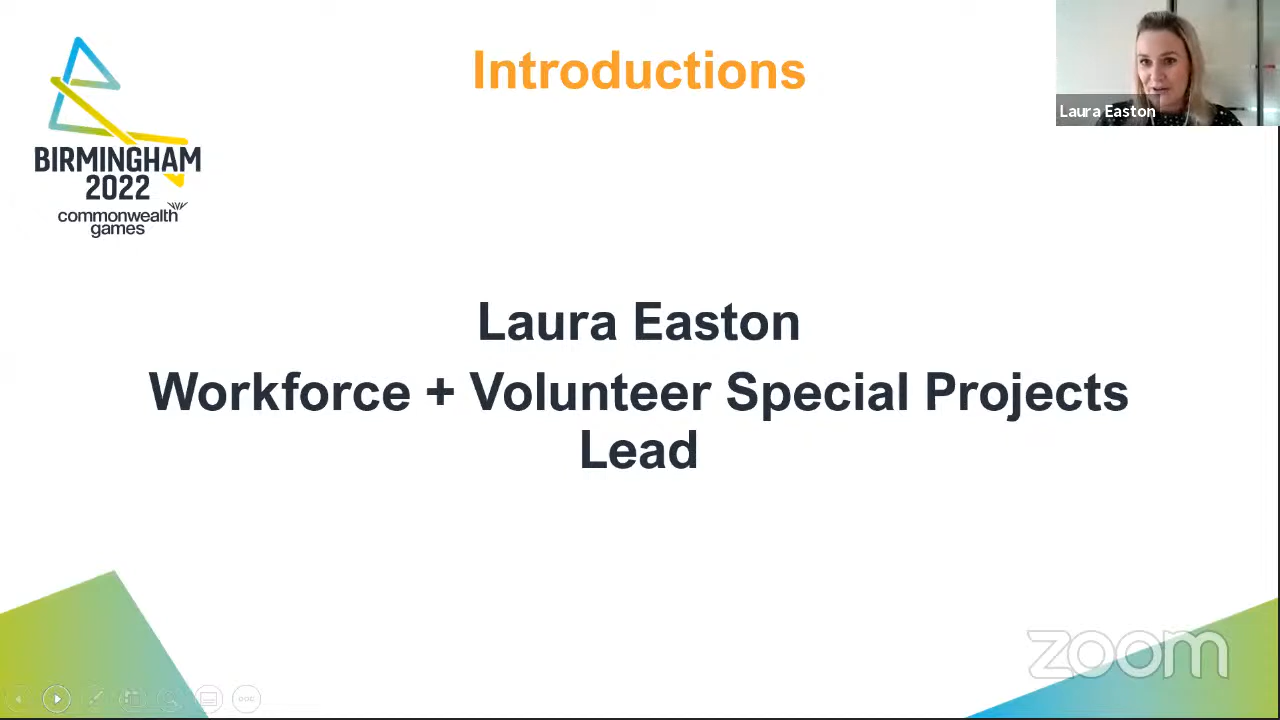 Introductions
Laura Easton
BIRMINGHAM
2022
commonwealth
games
Laura Easton
Workforce + Volunteer Special Projects
Lead
zoom